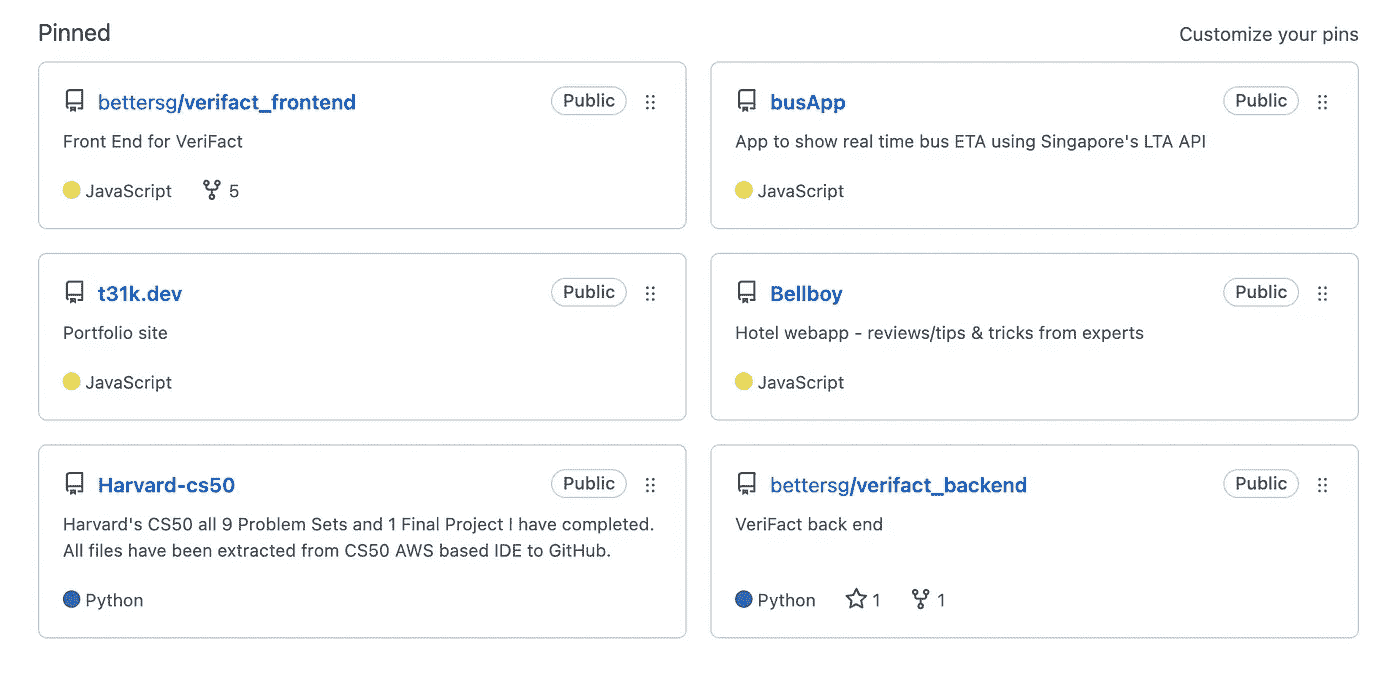 Pinned
Customize your pins
bettersg/verifact_frontend
Public
Front End for VeriFact
JavaScript
5
busApp
Public
App to show real time bus ETA using Singapore's LTA API
JavaScript
t31k.dev
Public
Portfolio site
JavaScript
Bellboy
Public
Hotel webapp - reviews/tips & tricks from experts
JavaScript
Harvard-cs50
Public
Harvard's CS50 all 9 Problem Sets and 1 Final Project I have completed.
All files have been extracted from CS50 AWS based IDE to GitHub.
Python
bettersg/verifact_backend
Public
VeriFact back end
Python
1
1